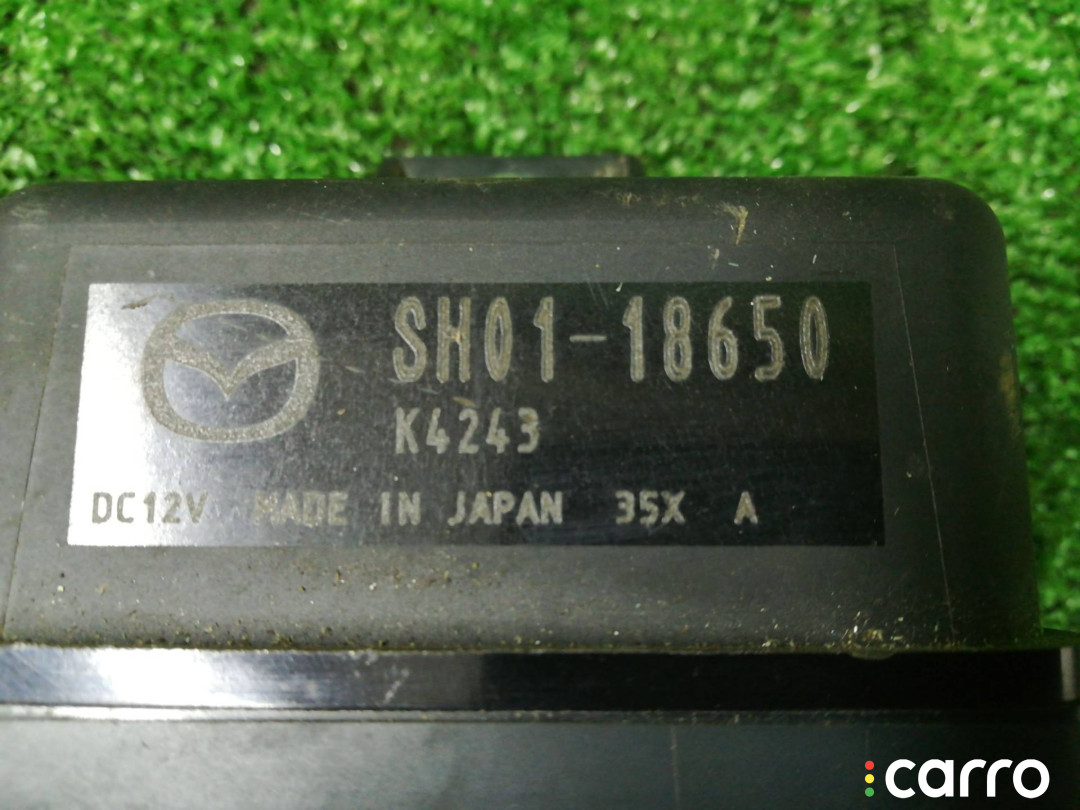 SH01-18650
K4243
DC12V MADE IN JAPAN 35X A
carro